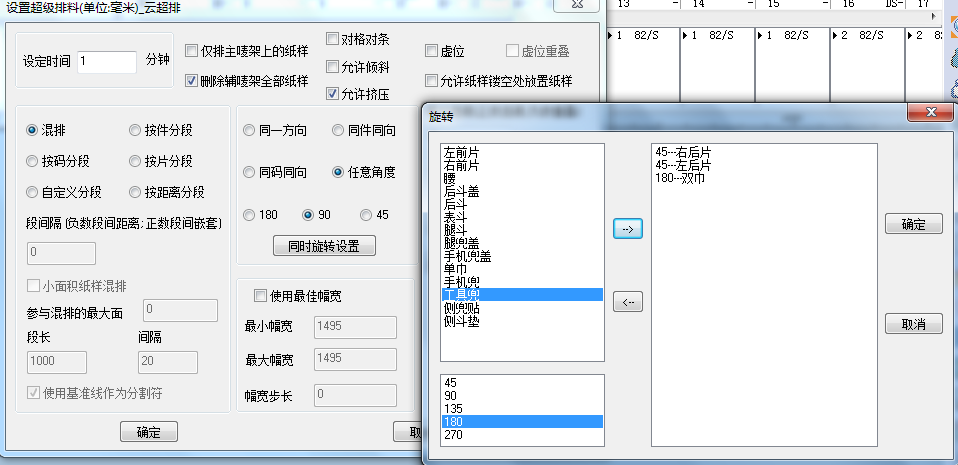 设置超级排料(单位:毫米)_云超排
13
14
15
16
DS-
17
1 82/S
1 82/S
1 82/S
2 82/S
2 8
设定时间 1 分钟
仅排主唛架上的纸样
对格对条
虚位
虚位重叠
删除辅唛架全部纸样
允许倾斜
允许挤压
允许纸样镂空处放置纸样
混排
按件分段
按码分段
按片分段
自定义分段
按距离分段
段间隔 (负数段间距离; 正数段间嵌套)
0
小面积纸样混排
参与混排的最大面 0
段长
间隔
1000
20
使用基准线作为分割符
同一方向
同件同向
同码同向
任意角度
180
90
45
同时旋转设置
使用最佳幅宽
最小幅宽 1495
最大幅宽 1495
幅宽步长 0
确定
取
旋转
左前片
右前片
腰
后斗盖
后斗
表斗
腿斗
腿兜盖
手机兜盖
单巾
手机兜
工具兜
侧兜贴
侧斗垫
45
90
135
180
270
-->
<--
45---右后片
45---左后片
180---双巾
确定
取消